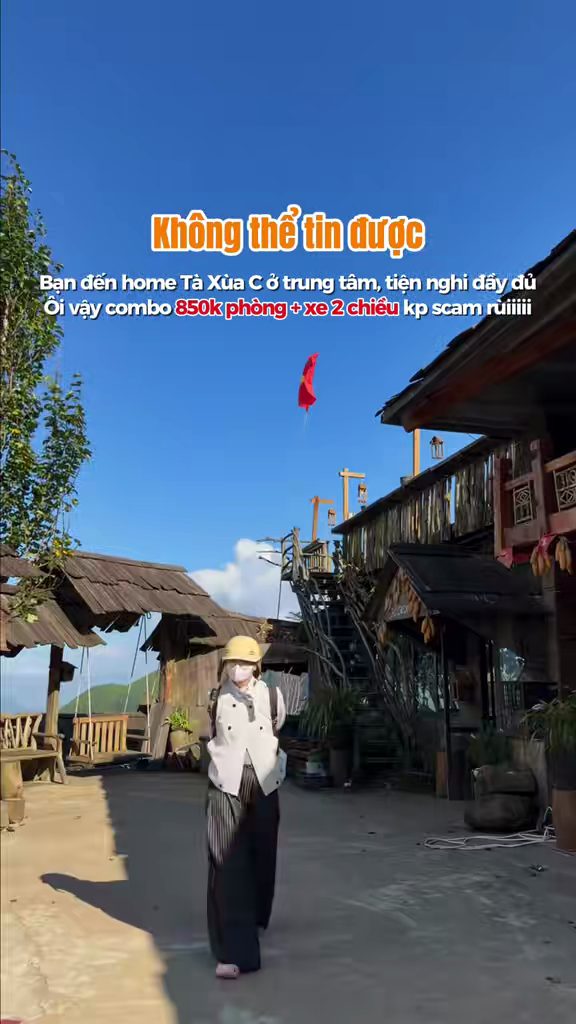 Không thể tin được
Bạn đến home Tà Xùa C ở trung tâm, tiện nghi đầy đủ
Ôi vậy combo 850k phòng + xe 2 chiều kp scam rùiiiii